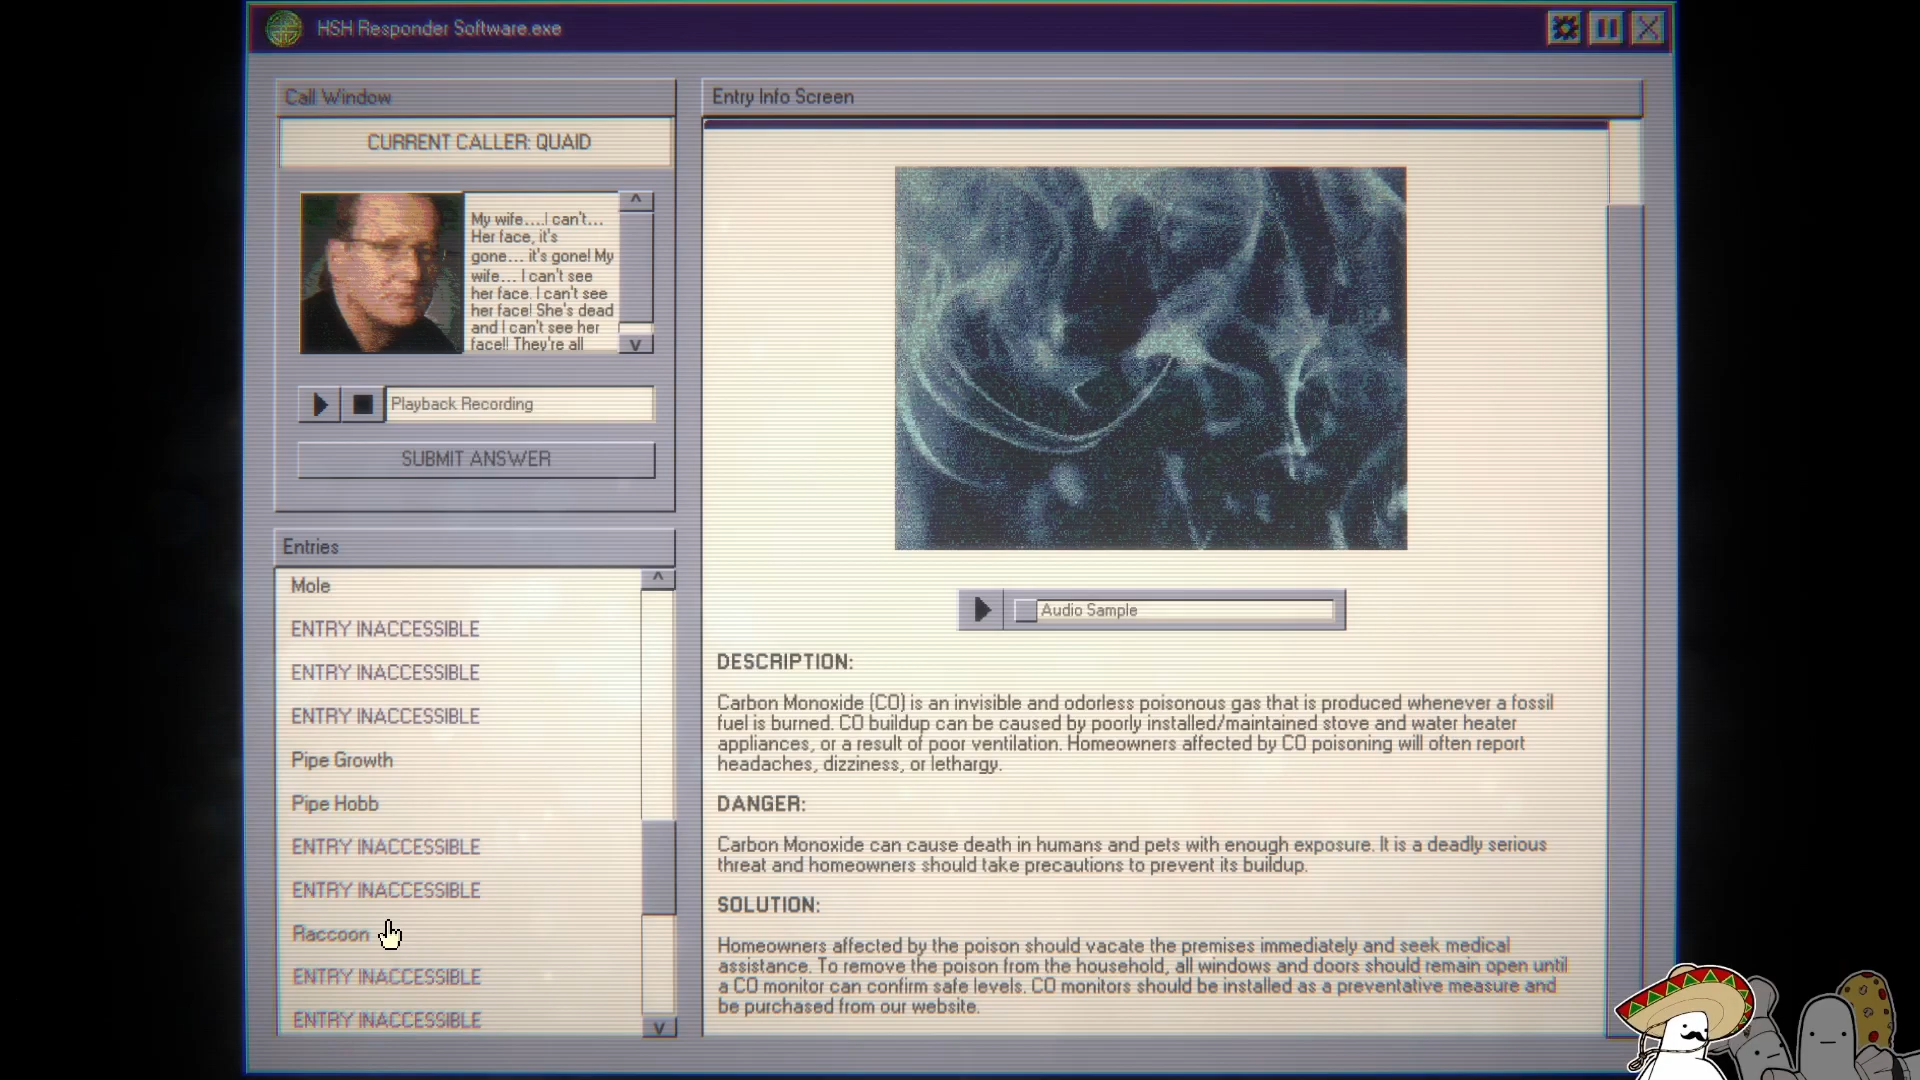 HSH Responder Software.exe
Call Window
CURRENT CALLER: QUAID
My wife....I can't...
Her face, it's
gone... it's gone! My
wife... I can't see
her face. I can't see
her face! She's dead
and I can't see her
face!! They're all
Playback Recording
SUBMIT ANSWER
Entries
Mole
ENTRY INACCESSIBLE
ENTRY INACCESSIBLE
ENTRY INACCESSIBLE
Pipe Growth
Pipe Hobb
ENTRY INACCESSIBLE
ENTRY INACCESSIBLE
Raccoon
ENTRY INACCESSIBLE
ENTRY INACCESSIBLE
Entry Info Screen
Audio Sample
DESCRIPTION:
Carbon Monoxide (CO) is an invisible and odorless poisonous gas that is produced whenever a fossil
fuel is burned. CO buildup can be caused by poorly installed/maintained stove and water heater
appliances, or a result of poor ventilation. Homeowners affected by CO poisoning will often report
headaches, dizziness, or lethargy.
DANGER:
Carbon Monoxide can cause death in humans and pets with enough exposure. It is a deadly serious
threat and homeowners should take precautions to prevent its buildup.
SOLUTION:
Homeowners affected by the poison should vacate the premises immediately and seek medical
assistance. To remove the poison from the household, all windows and doors should remain open until
a CO monitor can confirm safe levels. CO monitors should be installed as a preventative measure and
be purchased from our website.